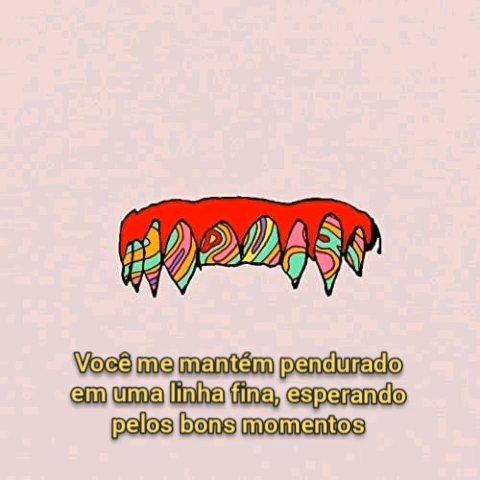 Você me mantém pendurado
em uma linha fina, esperando
pelos bons momentos